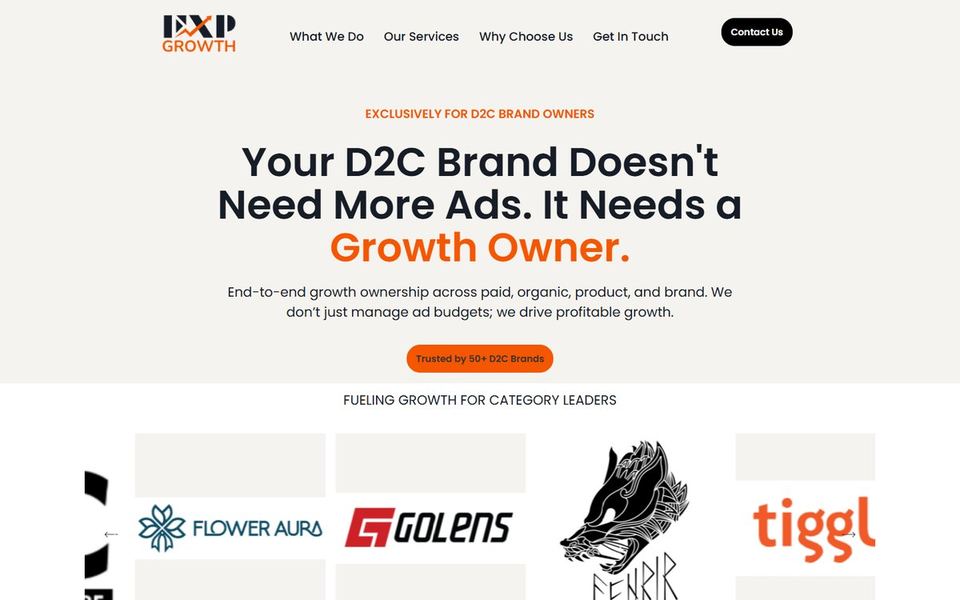 EXP
GROWTH
What We Do
Our Services
Why Choose Us
Get In Touch
Contact Us
EXCLUSIVELY FOR D2C BRAND OWNERS
Your D2C Brand Doesn't
Need More Ads. It Needs a
Growth Owner.
End-to-end growth ownership across paid, organic, product, and brand. We
don’t just manage ad budgets; we drive profitable growth.
Trusted by 50+ D2C Brands
FUELING GROWTH FOR CATEGORY LEADERS
FLOWER AURA
GOLENS
FENRIR
tiggl